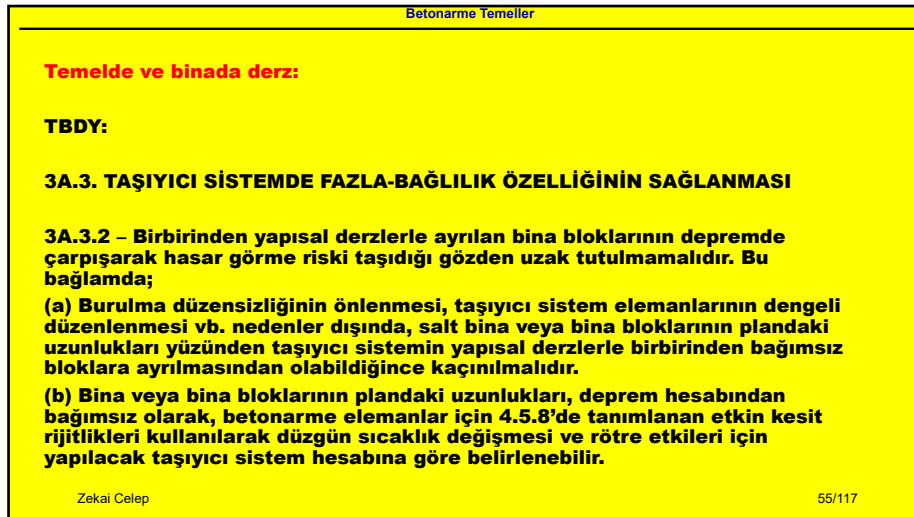 Betonarme Temeller
Temelde ve binada derz:
TBDY:
3A.3. TAŞIYICI SİSTEMDE FAZLA-BAĞLILIK ÖZELLİĞİNİN SAĞLANMASI
3A.3.2 – Birbirinden yapısal derzlerle ayrılan bina bloklarının depremde
çarpışarak hasar görme riski taşıdığı gözden uzak tutulmamalıdır. Bu
bağlamda;
(a) Burulma düzensizliğinin önlenmesi, taşıyıcı sistem elemanlarının dengeli
düzenlenmesi vb. nedenler dışında, salt bina veya bina bloklarının plandaki
uzunlukları yüzünden taşıyıcı sistemin yapısal derzlerle birbirinden bağımsız
bloklara ayrılmasından olabildiğince kaçınılmalıdır.
(b) Bina veya bina bloklarının plandaki uzunlukları, deprem hesabından
bağımsız olarak, betonarme elemanlar için 4.5.8’de tanımlanan etkin kesit
rijitlikleri kullanılarak düzgün sıcaklık değişmesi ve rötre etkileri için
yapılacak taşıyıcı sistem hesabına göre belirlenebilir.
Zekai Celep
55/117